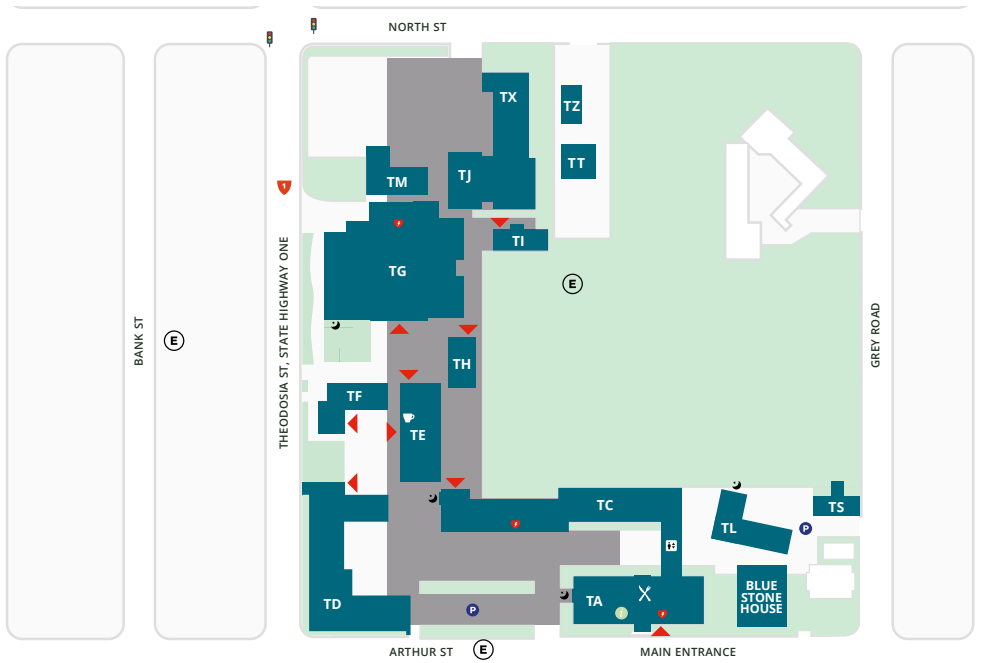 NORTH ST
TX
TZ
TT
TJ
TM
1
TI
TG
E
THEODOSIA ST, STATE HIGHWAY ONE
BANK ST
E
GREY ROAD
TH
TF
TE
TC
TS
TL
P
TD
TA
i
BLUE
STONE
HOUSE
P
ARTHUR ST
E
MAIN ENTRANCE